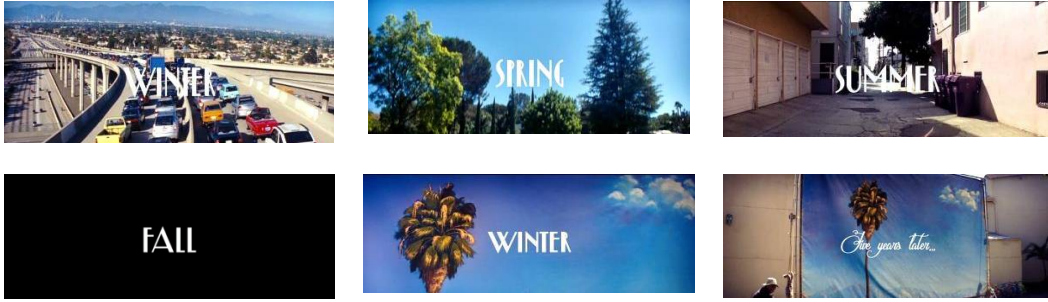 WINTER
SPRING
SUMMER
FALL
WINTER
Five years later...